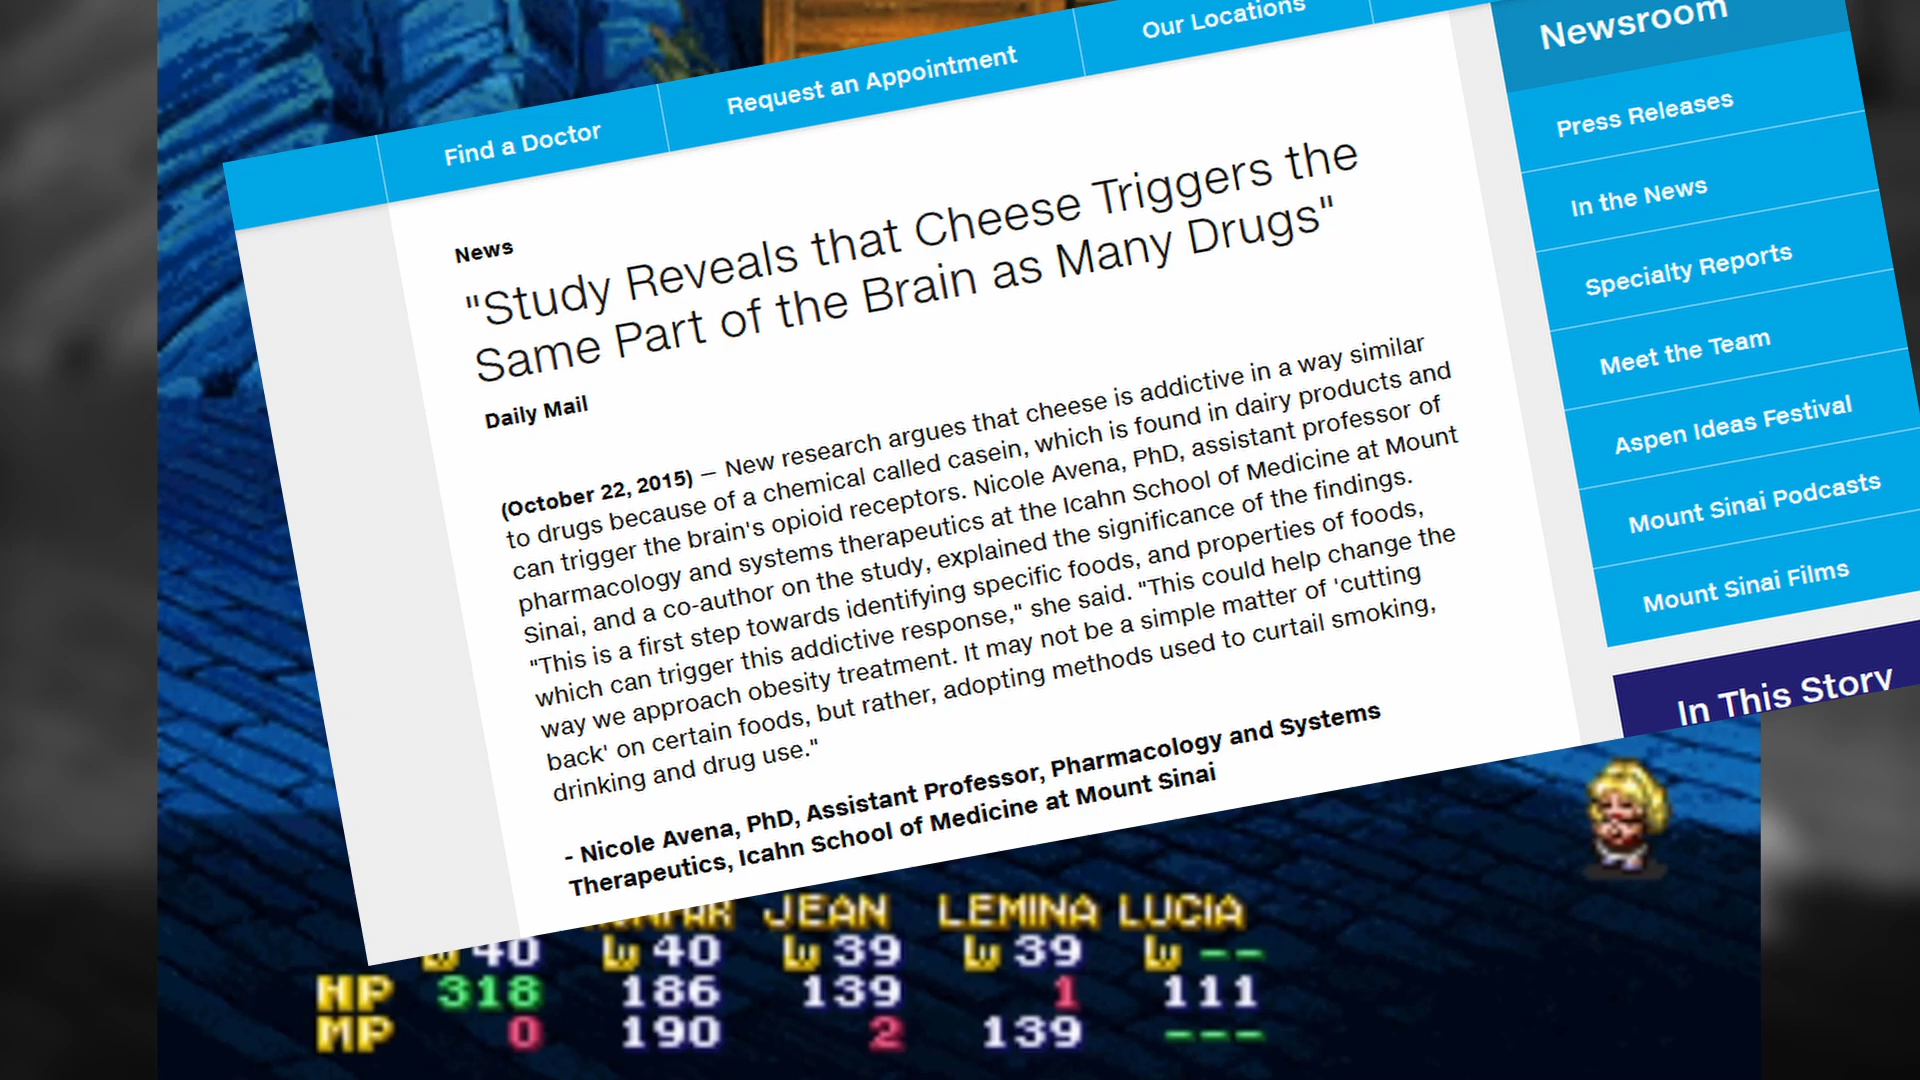 Find a Doctor
Request an Appointment
Our Locations
Newsroom
Press Releases
In the News
Specialty Reports
Meet the Team
Aspen Ideas Festival
Mount Sinai Podcasts
Mount Sinai Films
In This Story
News
"Study Reveals that Cheese Triggers the
Same Part of the Brain as Many Drugs"
Daily Mail
(October 22, 2015) – New research argues that cheese is addictive in a way similar
to drugs because of a chemical called casein, which is found in dairy products and
can trigger the brain's opioid receptors. Nicole Avena, PhD, assistant professor of
pharmacology and systems therapeutics at the Icahn School of Medicine at Mount
Sinai, and a co-author on the study, explained the significance of the findings.
"This is a first step towards identifying specific foods, and properties of foods,
which can trigger this addictive response," she said. "This could help change the
way we approach obesity treatment. It may not be a simple matter of 'cutting
back' on certain foods, but rather, adopting methods used to curtail smoking,
drinking and drug use."
- Nicole Avena, PhD, Assistant Professor, Pharmacology and Systems
Therapeutics, Icahn School of Medicine at Mount Sinai
JEAN LEMINA LUCIA
40 Lv 40 Lv 39 Lv 39 Lv --
HP 318 186 139 1 111
MP 0 190 2 139 ---